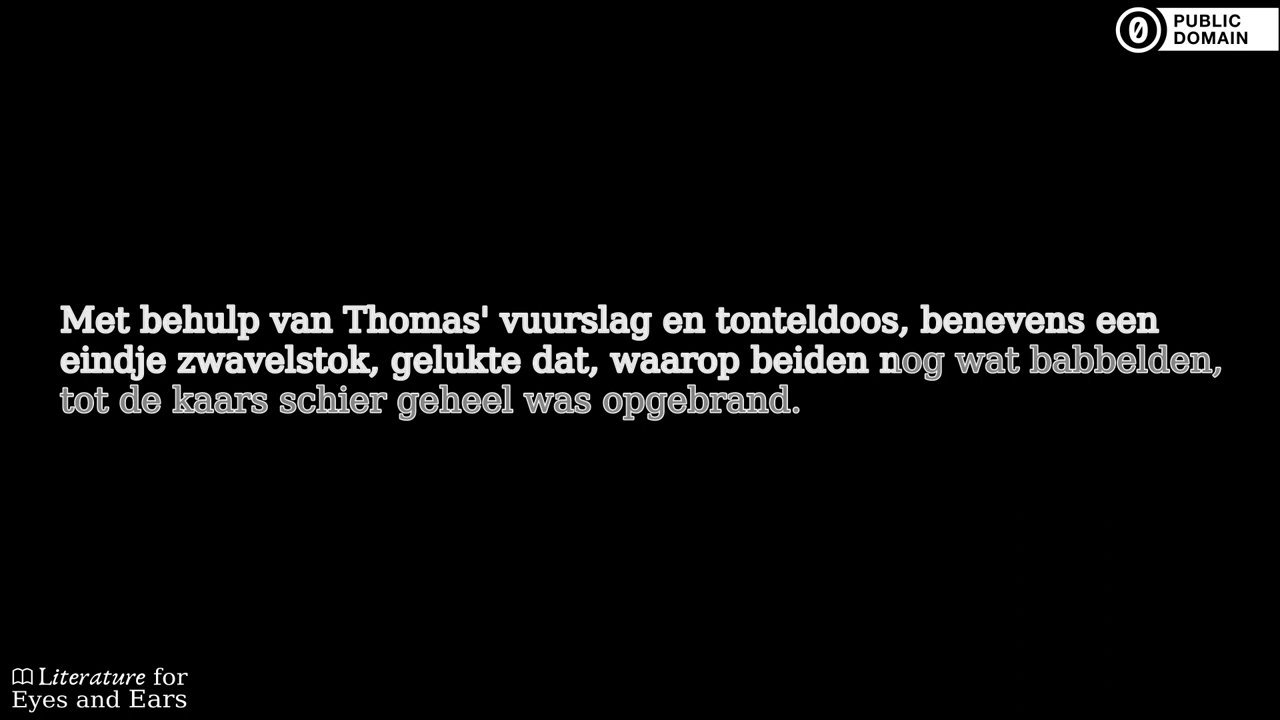 PUBLIC
DOMAIN
Met behulp van Thomas' vuurslag en tonteldoos, benevens een
eindje zwavelstok, gelukte dat, waarop beiden nog wat babbelden,
tot de kaars schier geheel was opgebrand.
Literature for
Eyes and Ears